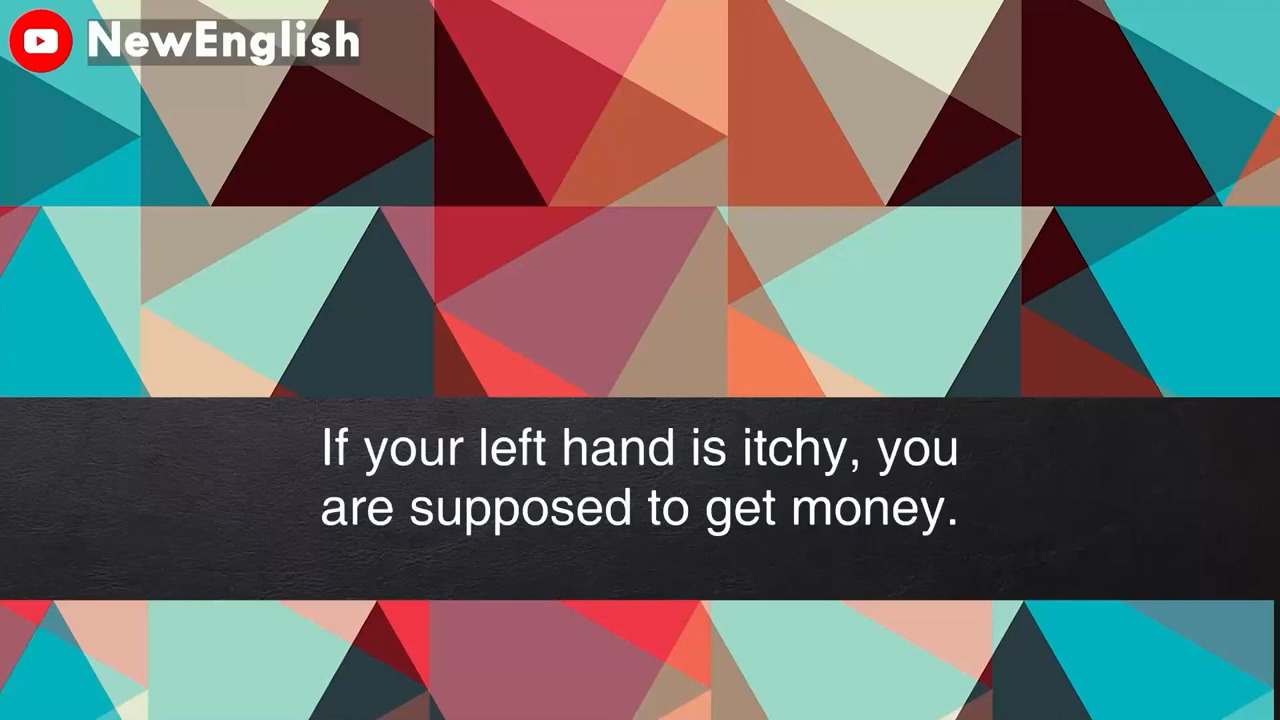 NewEnglish
If your left hand is itchy, you
are supposed to get money.